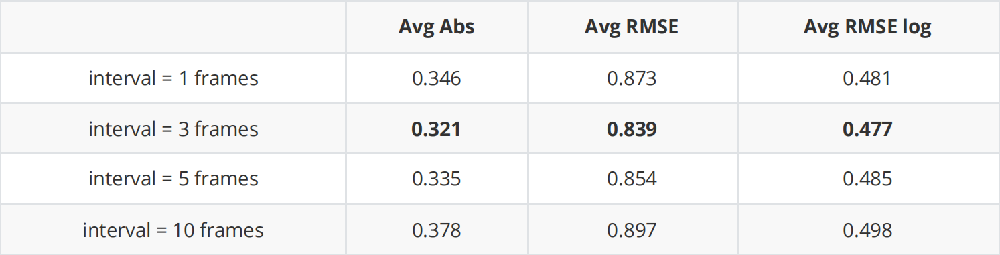 Avg Abs Avg RMSE Avg RMSE log
interval = 1 frames 0.346 0.873 0.481
interval = 3 frames 0.321 0.839 0.477
interval = 5 frames 0.335 0.854 0.485
interval = 10 frames 0.378 0.897 0.498